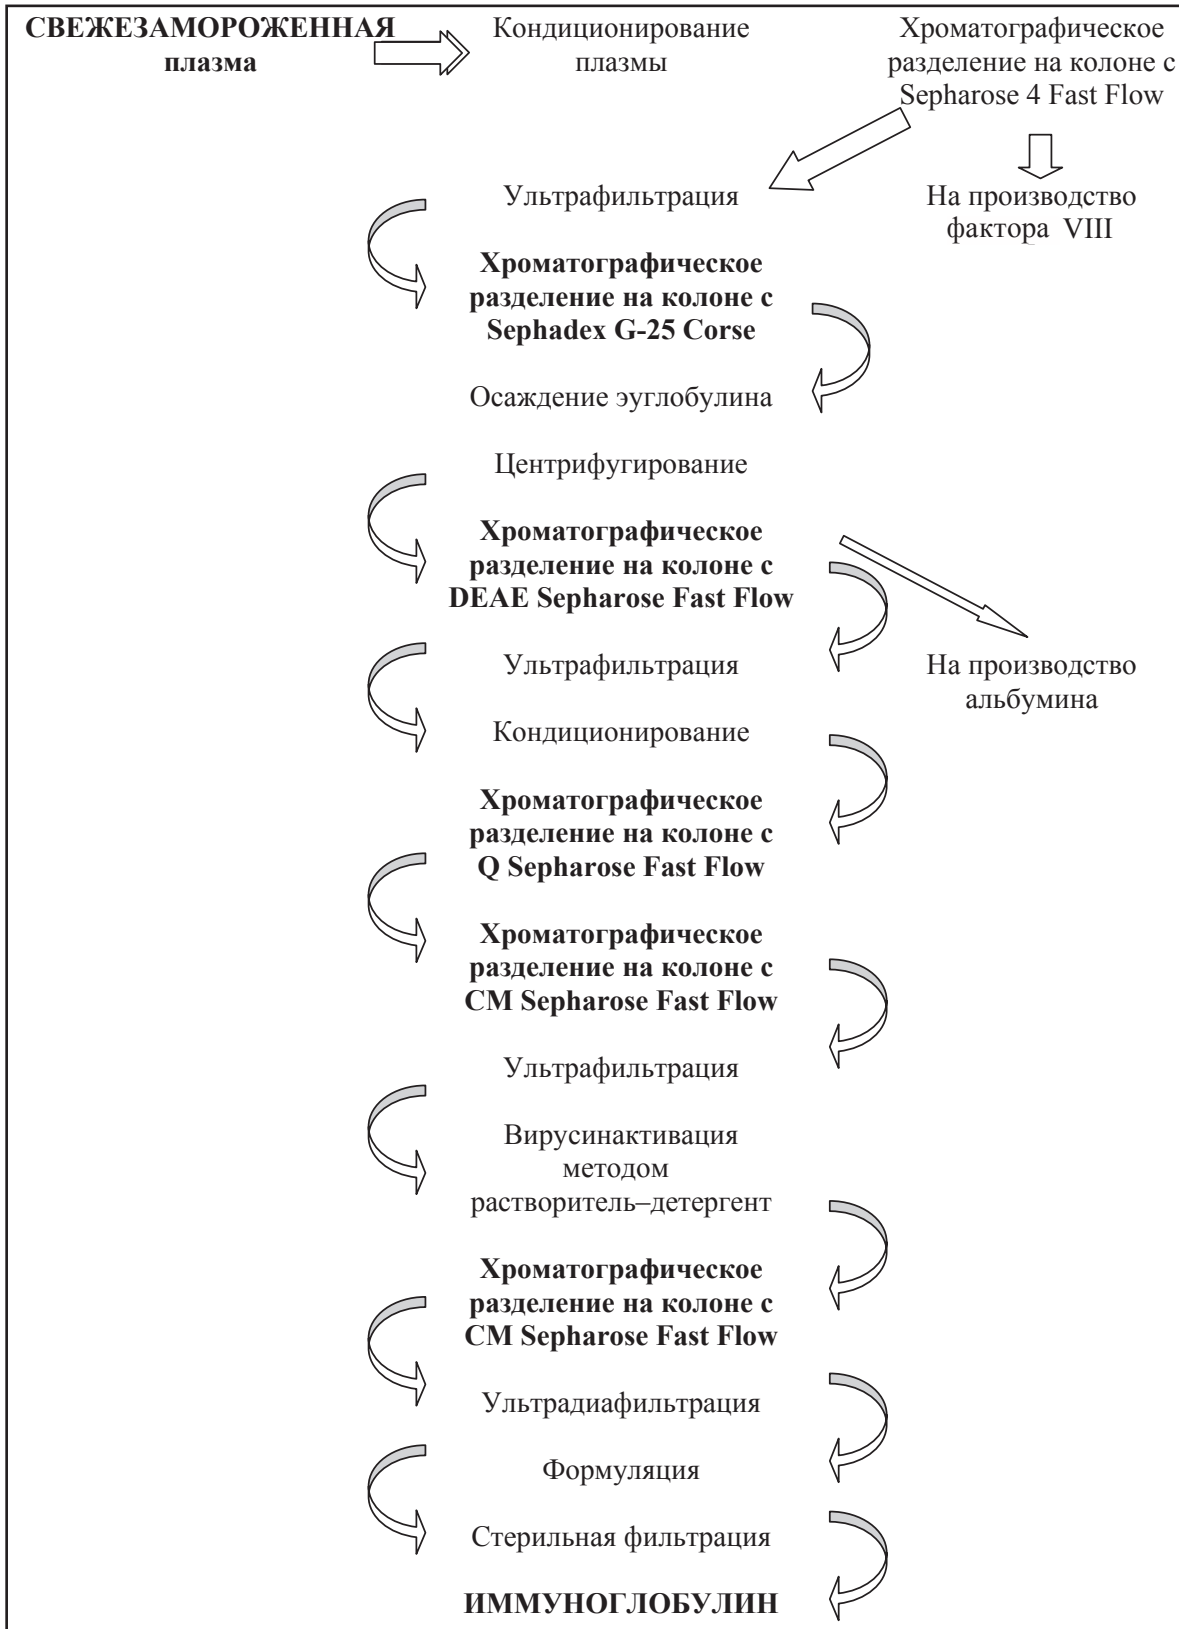 СВЕЖЕЗАМОРОЖЕННАЯ
плазма
Кондиционирование
плазмы
Хроматографическое
разделение на колоне с
Sepharose 4 Fast Flow
Ультрафильтрация
На производство
фактора VIII
Хроматографическое
разделение на колоне с
Sephadex G-25 Corse
Осаждение эуглобулина
Центрифугирование
Хроматографическое
разделение на колоне с
DEAE Sepharose Fast Flow
Ультрафильтрация
На производство
альбумина
Кондиционирование
Хроматографическое
разделение на колоне с
Q Sepharose Fast Flow
Хроматографическое
разделение на колоне с
CM Sepharose Fast Flow
Ультрафильтрация
Вирусинактивация
методом
растворитель–детергент
Хроматографическое
разделение на колоне с
CM Sepharose Fast Flow
Ультрадиафильтрация
Формуляция
Стерильная фильтрация
ИММУНОГЛОБУЛИН